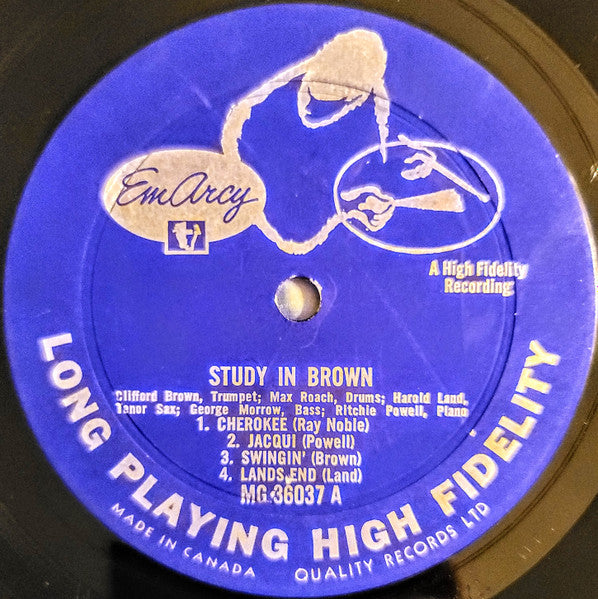 EmArcy
A High Fidelity
Recording
STUDY IN BROWN
Clifford Brown, Trumpet; Max Roach, Drums; Harold Land,
Tenor Sax; George Morrow, Bass; Ritchie Powell, Piano
1. CHEROKEE (Ray Noble)
2. JACQUI (Powell)
3. SWINGIN' (Brown)
4. LANDS END (Land)
MG 36037 A
LONG PLAYING HIGH FIDELITY
MADE IN CANADA QUALITY RECORDS LTD